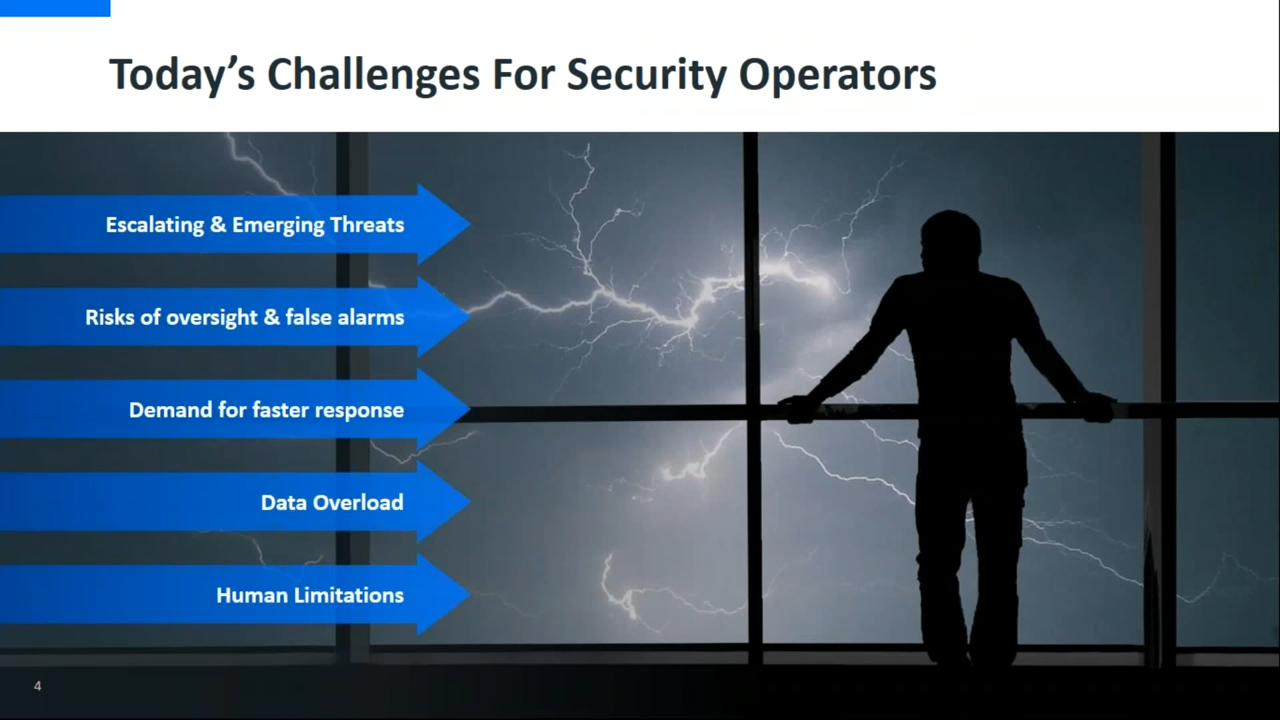 Today’s Challenges For Security Operators
Escalating & Emerging Threats
Risks of oversight & false alarms
Demand for faster response
Data Overload
Human Limitations
4